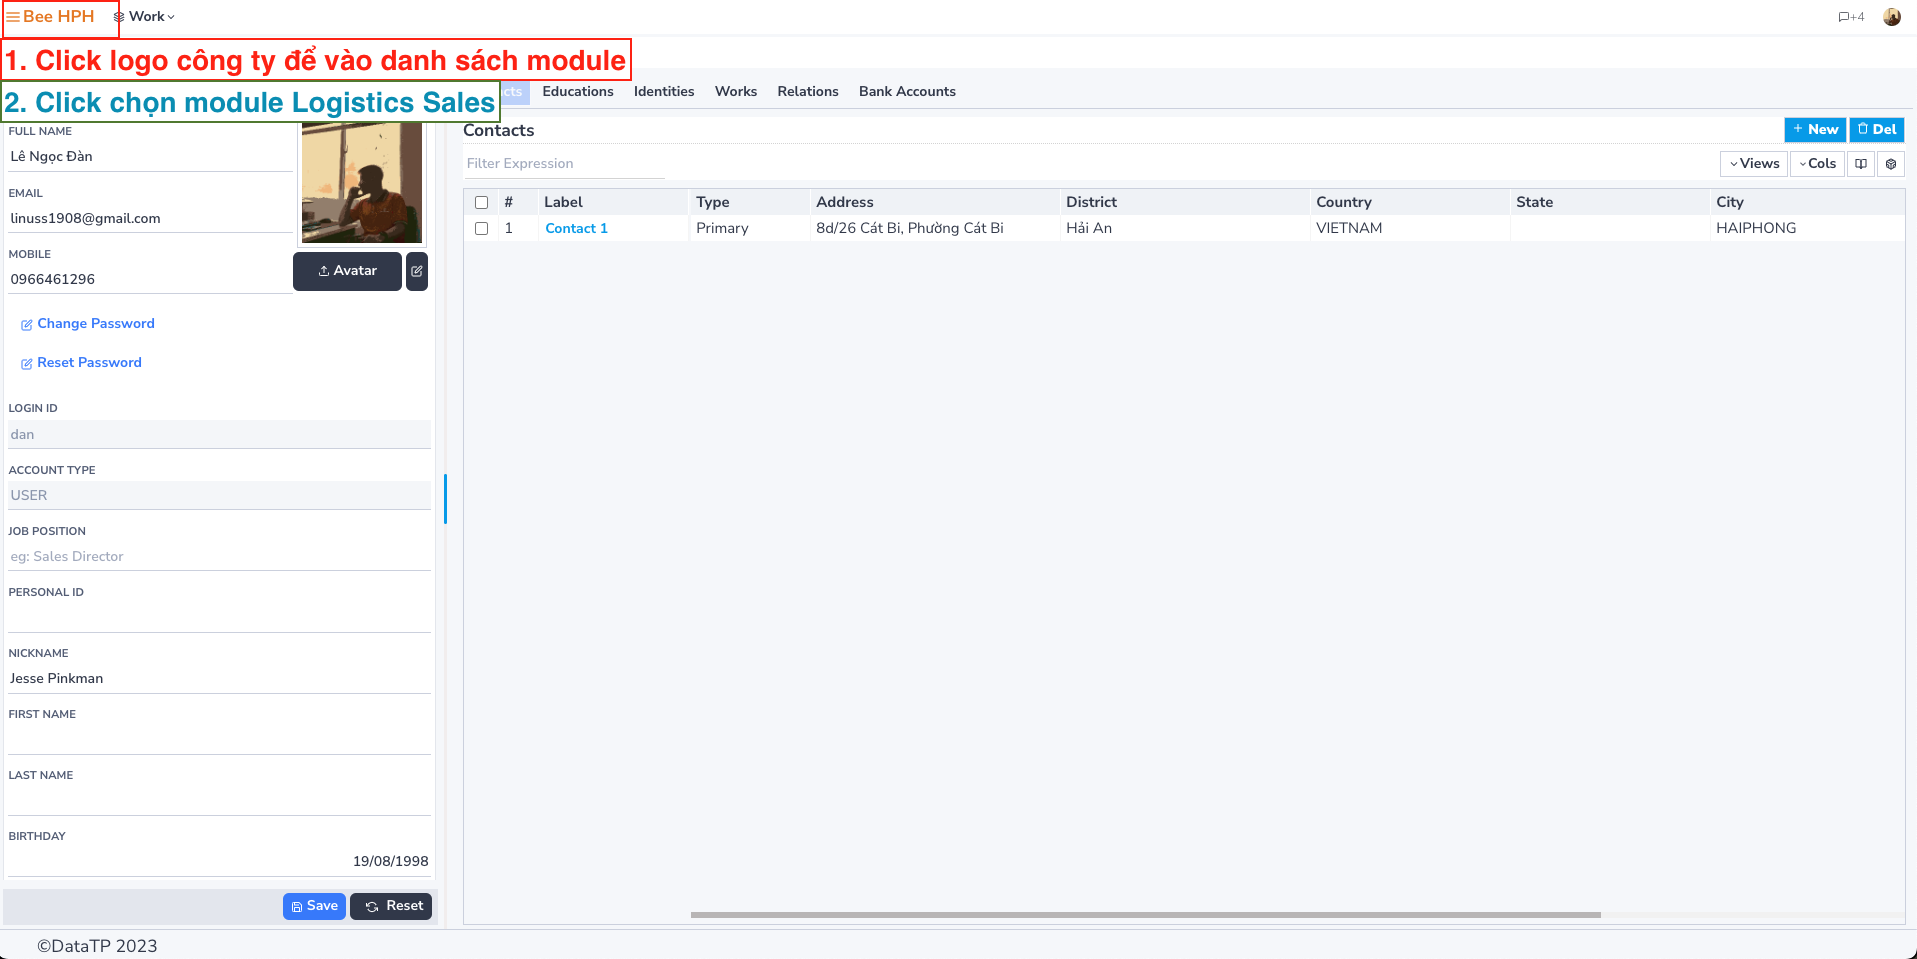 Bee HPH Work +4
1. Click logo công ty để vào danh sách module
2. Click chọn module Logistics Sales
Educations Identities Works Relations Bank Accounts
FULL NAME
Lê Ngọc Đàn
EMAIL
linuss1908@gmail.com
MOBILE
0966461296
Avatar
Change Password
Reset Password
LOGIN ID
dan
ACCOUNT TYPE
USER
JOB POSITION
eg: Sales Director
PERSONAL ID
NICKNAME
Jesse Pinkman
FIRST NAME
LAST NAME
BIRTHDAY
19/08/1998
Save Reset
Contacts
+ New Del
Filter Expression
Views Cols
# Label Type Address District Country State City
1 Contact 1 Primary 8d/26 Cát Bi, Phường Cát Bi Hải An VIETNAM HAIPHONG
©DataTP 2023